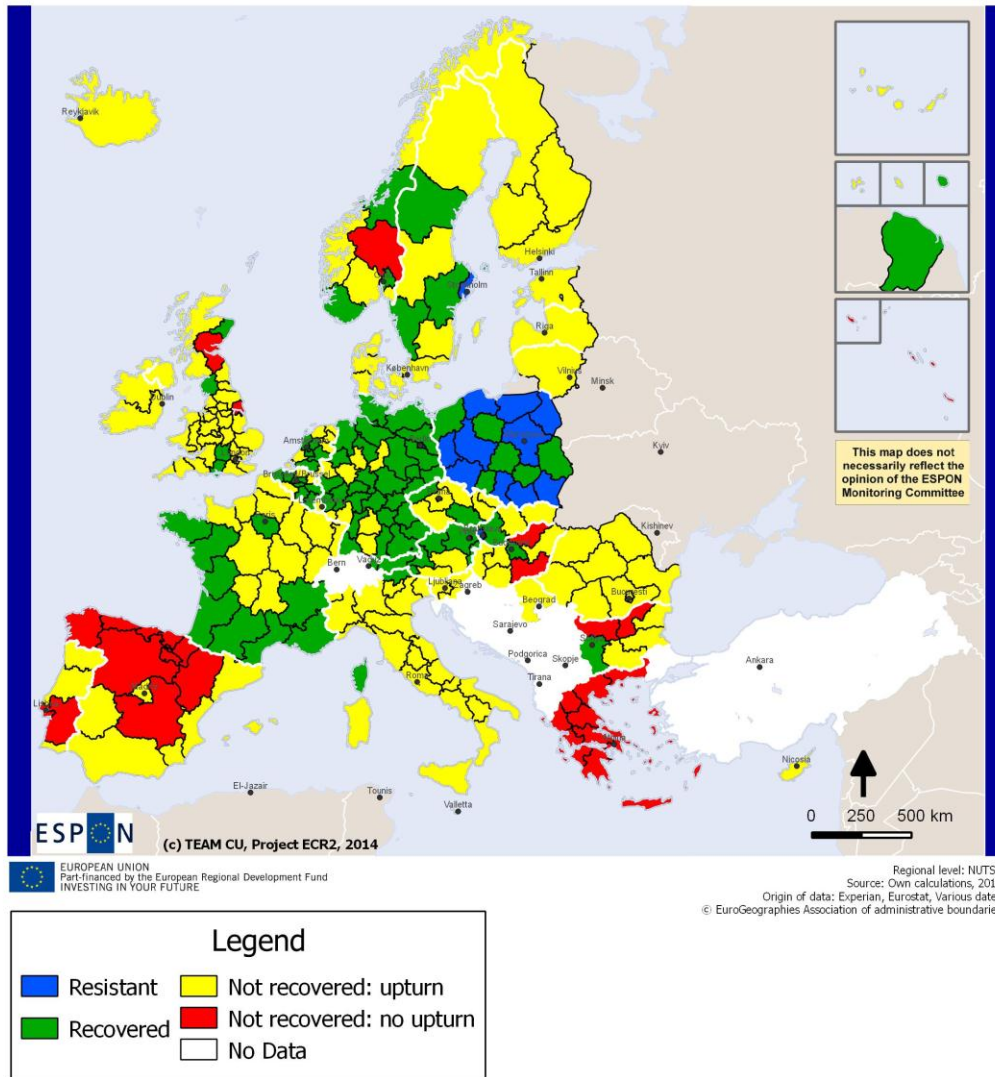 Reykjavik
Helsinki
Tallinn
Riga
København
Vilnius
Minsk
Dublin
Kyiv
This map does not
necessarily reflect the
opinion of the ESPON
Monitoring Committee
Kishinev
Bern
Ljubljana
Zagreb
Beograd
Bucuresti
Sarajevo
Podgorica
Skopje
Tirana
Ankara
Roma
Nicosia
El-Jazair
Tounis
Valletta
0 250 500 km
ESPON
(c) TEAM CU, Project ECR2, 2014
EUROPEAN UNION
Part-financed by the European Regional Development Fund
INVESTING IN YOUR FUTURE
Regional level: NUTS
Source: Own calculations, 201
Origin of data: Experian, Eurostat, Various date
© EuroGeographies Association of administrative boundarie
Legend
Resistant
Not recovered: upturn
Recovered
Not recovered: no upturn
No Data